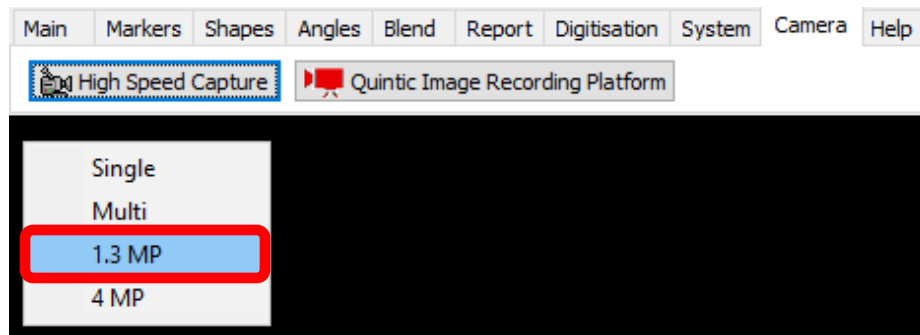 Main Markers Shapes Angles Blend Report Digitisation System Camera Help
High Speed Capture Quintic Image Recording Platform
Single
Multi
1.3 MP
4 MP